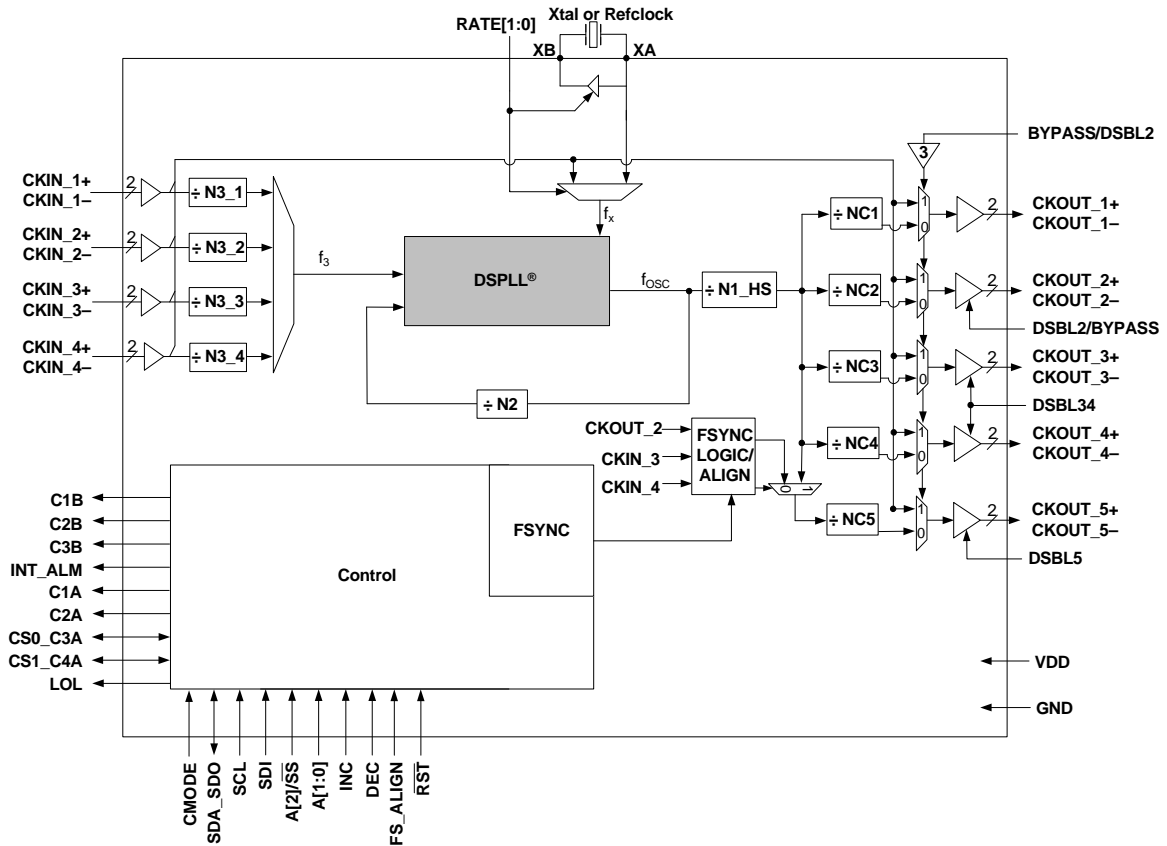 Xtal or Refclock
RATE[1:0]
XB
XA
BYPASS/DSBL2
3
CKIN_1+
CKIN_1–
2
÷ N3_1
CKIN_2+
CKIN_2–
2
÷ N3_2
CKIN_3+
CKIN_3–
2
÷ N3_3
CKIN_4+
CKIN_4–
2
÷ N3_4
f3
fx
DSPLL®
fOSC
÷ N1_HS
÷ N2
÷ NC1
1
0
2
CKOUT_1+
CKOUT_1–
÷ NC2
1
0
2
CKOUT_2+
CKOUT_2–
DSBL2/BYPASS
÷ NC3
1
0
2
CKOUT_3+
CKOUT_3–
DSBL34
÷ NC4
1
0
2
CKOUT_4+
CKOUT_4–
CKOUT_2
CKIN_3
CKIN_4
FSYNC
LOGIC/
ALIGN
0
1
÷ NC5
1
0
2
CKOUT_5+
CKOUT_5–
DSBL5
C1B
C2B
C3B
INT_ALM
C1A
C2A
CS0_C3A
CS1_C4A
LOL
Control
FSYNC
VDD
GND
CMODE
SDA_SDO
SCL
SDI
A[2]/S̅S̅
A[1:0]
INC
DEC
FS_ALIGN
R̅S̅T̅